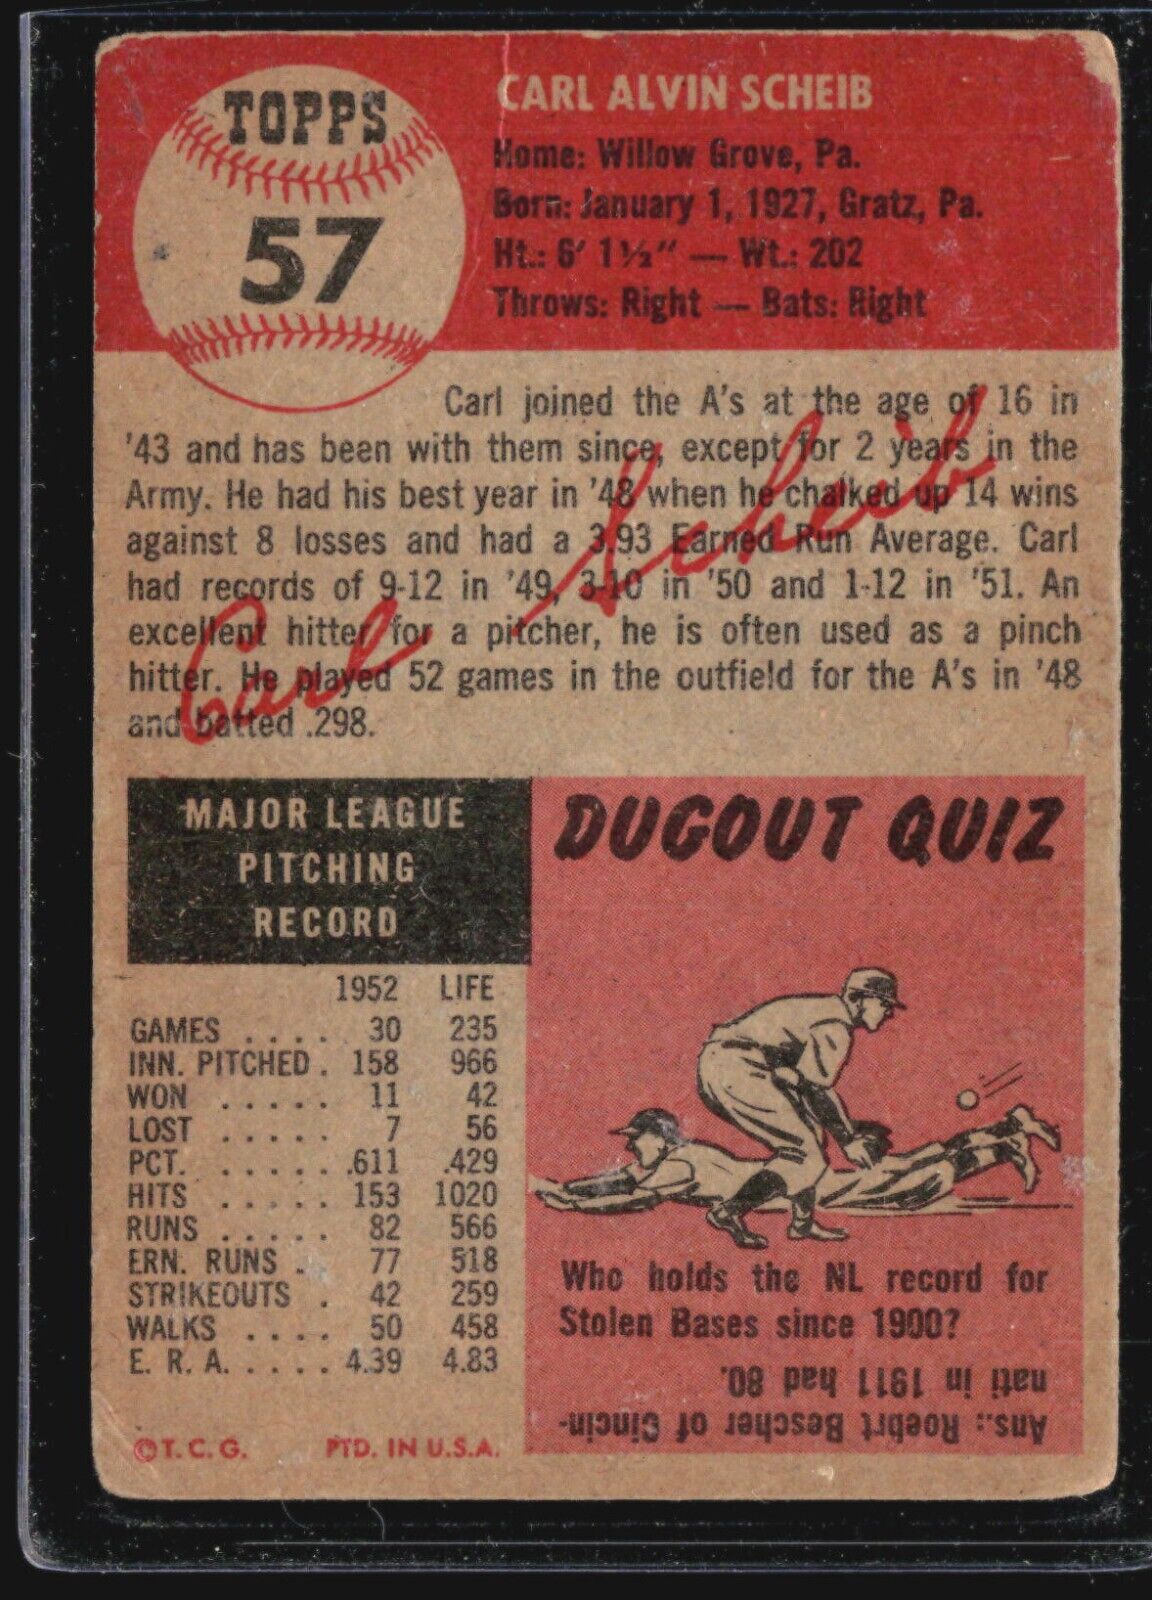 TOPPS
57
CARL ALVIN SCHEIB
Home: Willow Grove, Pa.
Born: January 1, 1927, Gratz, Pa.
Ht.: 6' 1½" — Wt.: 202
Throws: Right — Bats: Right
Carl joined the A's at the age of 16 in
'43 and has been with them since, except for 2 years in the
Army. He had his best year in '48 when he chalked up 14 wins
against 8 losses and had a 3.93 Earned Run Average. Carl
had records of 9-12 in '49, 3-10 in '50 and 1-12 in '51. An
excellent hitter for a pitcher, he is often used as a pinch
hitter. He played 52 games in the outfield for the A's in '48
and batted .298.
Carl Scheib
MAJOR LEAGUE
PITCHING
RECORD
1952 LIFE
GAMES . . . . 30 235
INN. PITCHED . 158 966
WON . . . . . 11 42
LOST . . . . . 7 56
PCT. . . . . . .611 .429
HITS . . . . . 153 1020
RUNS . . . . . 82 566
ERN. RUNS . 77 518
STRIKEOUTS . 42 259
WALKS . . . . 50 458
E. R. A. . . . . 4.39 4.83
©T. C. G. PTD. IN U.S.A.
DUGOUT QUIZ
Who holds the NL record for
Stolen Bases since 1900?
Ans.: Roebrt Bescher of Cincin-
nati in 1911 had 80.